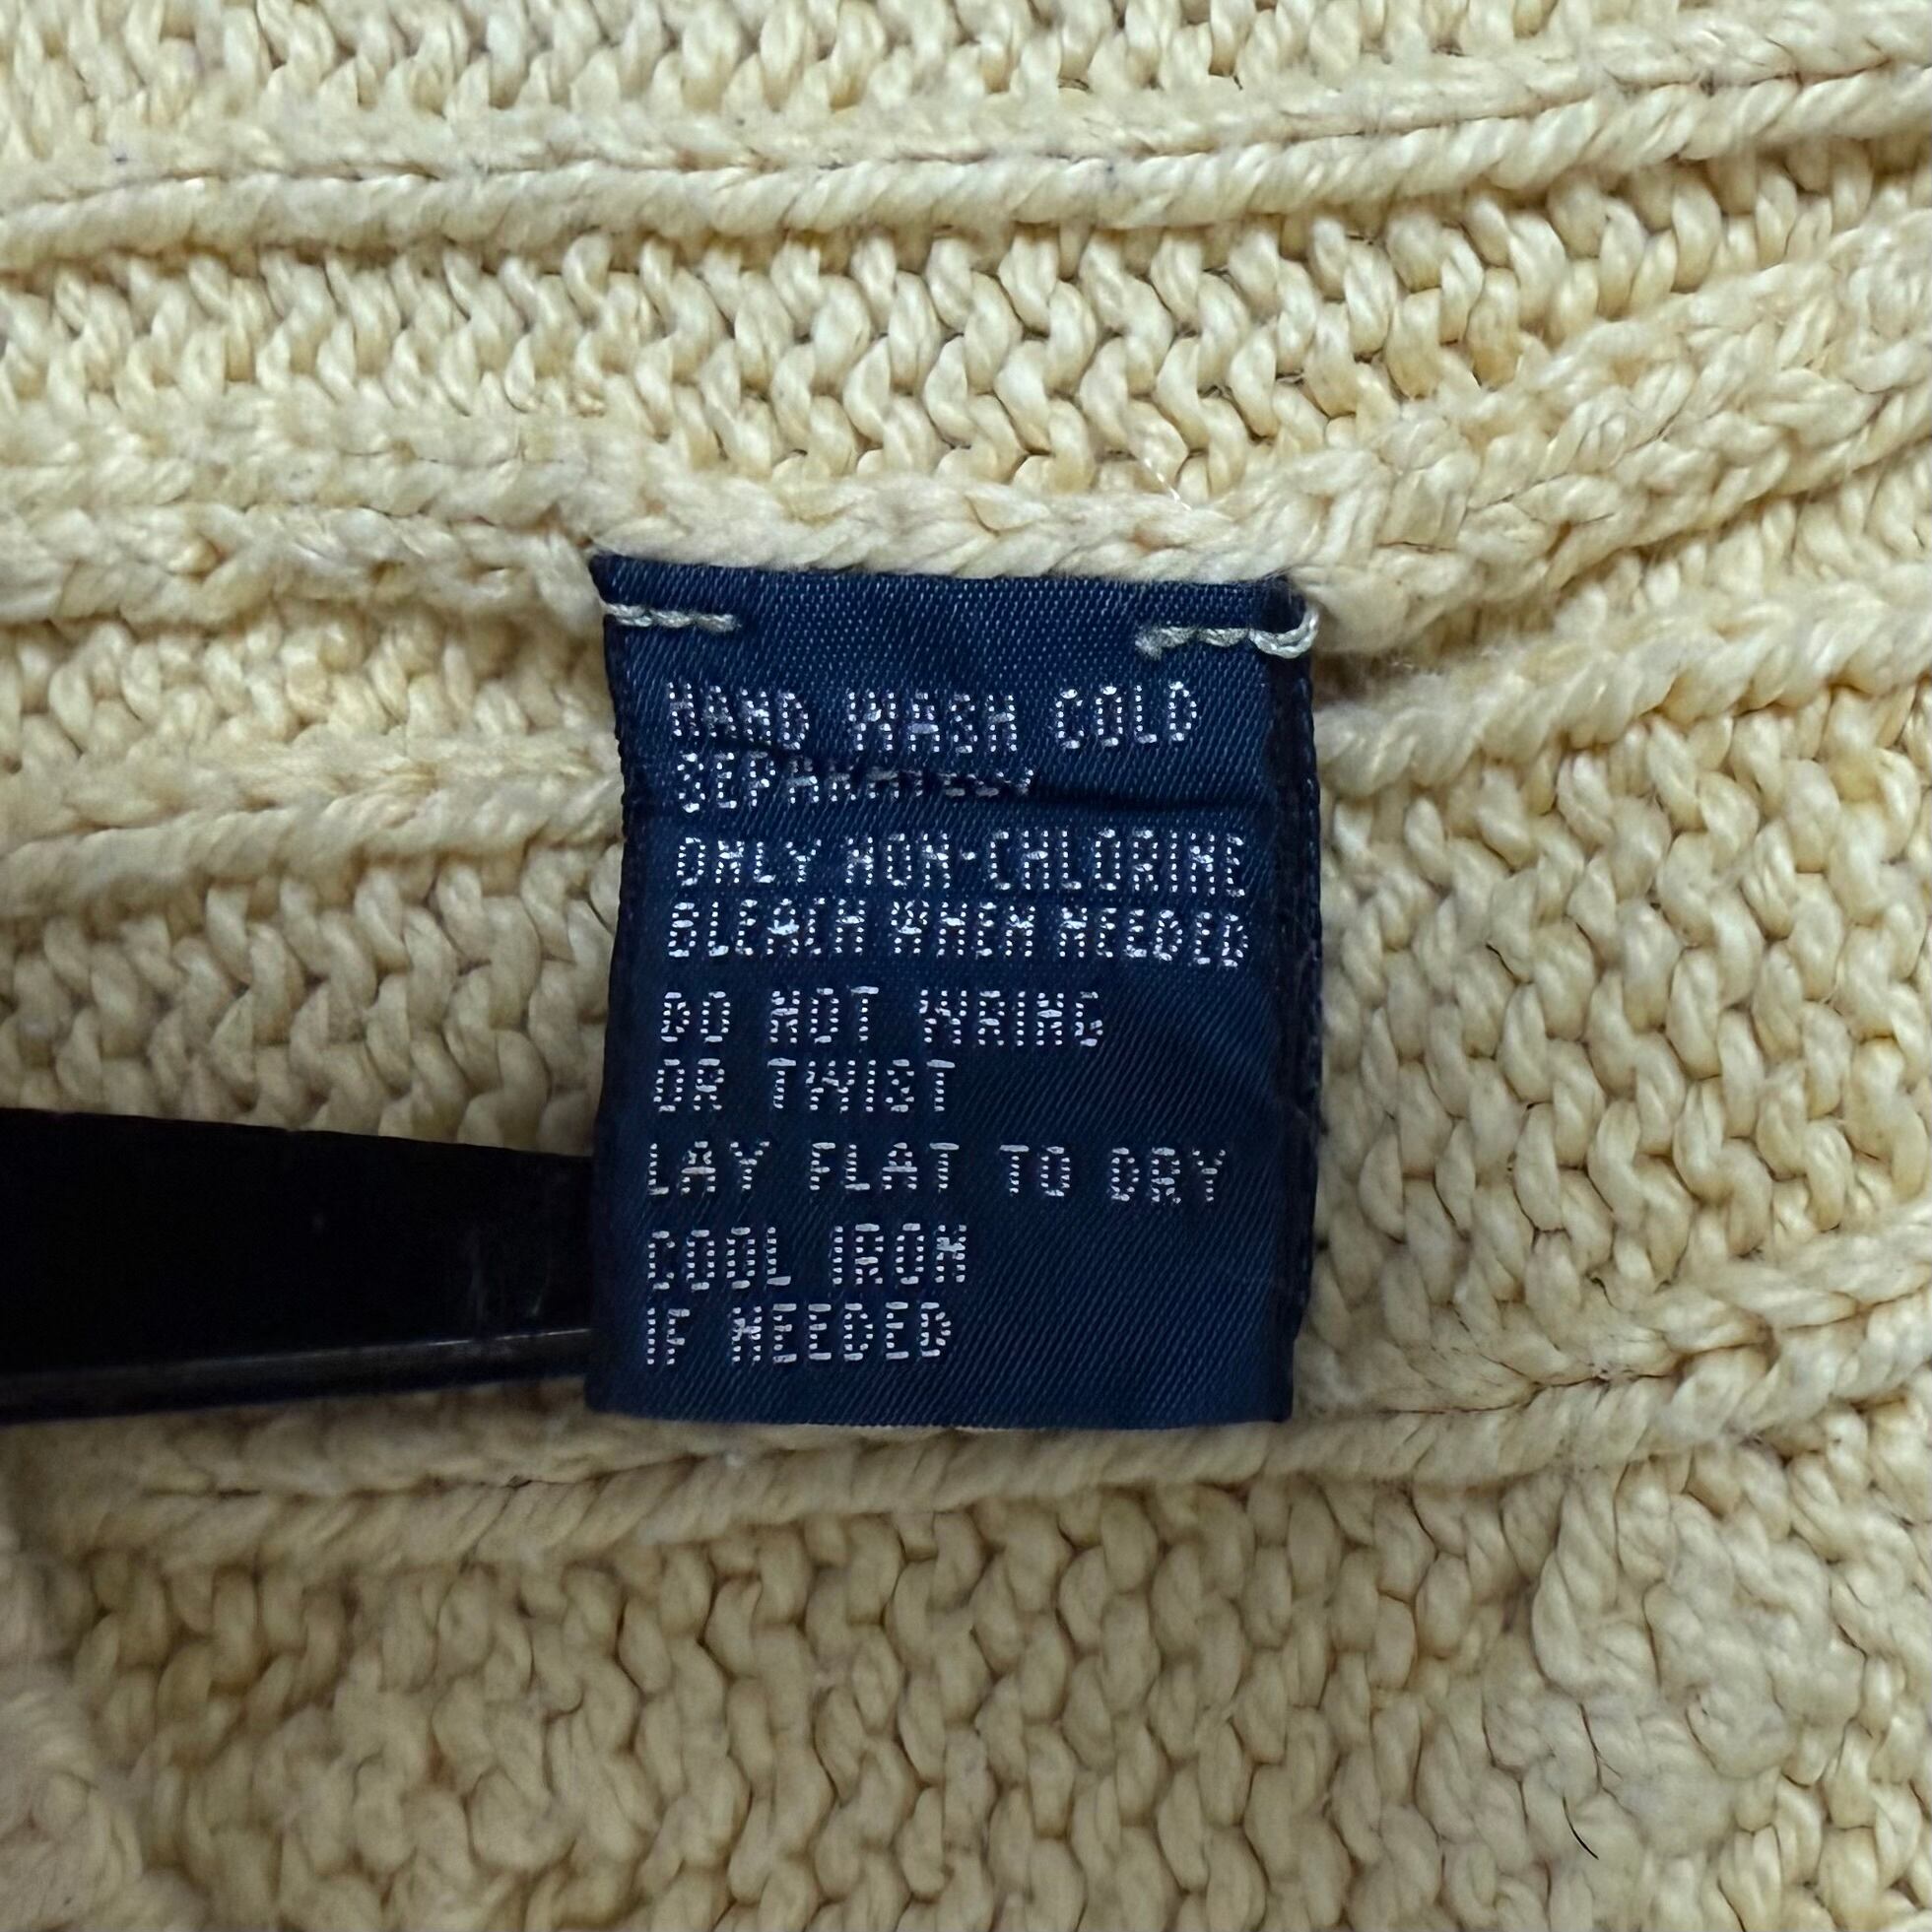 HAND WASH COLD
SEPARATELY
ONLY NON-CHLORINE
BLEACH WHEN NEEDED
DO NOT WRING
OR TWIST
LAY FLAT TO DRY
COOL IRON
IF NEEDED